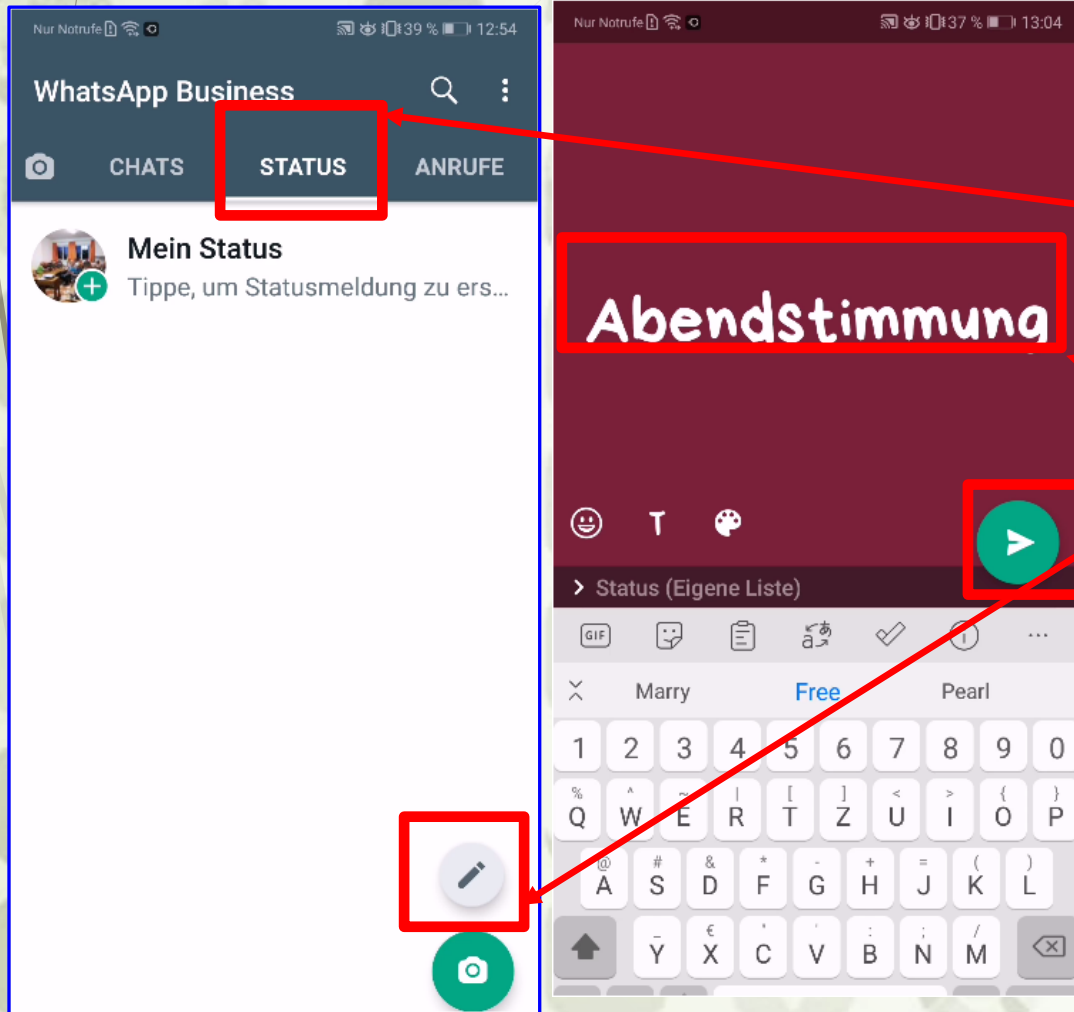 Nur Notrufe 39 % 12:54
WhatsApp Business
CHATS STATUS ANRUFE
Mein Status
Tippe, um Statusmeldung zu ers...
Nur Notrufe 37 % 13:04
Abendstimmung
T
> Status (Eigene Liste)
GIF
Marry Free Pearl
1 2 3 4 5 6 7 8 9 0
% ^ ~ | [ ] < > { }
Q W E R T Z U I O P
@ # & * - + = ( )
A S D F G H J K L
_ € " ' : ; /
Y X C V B N M